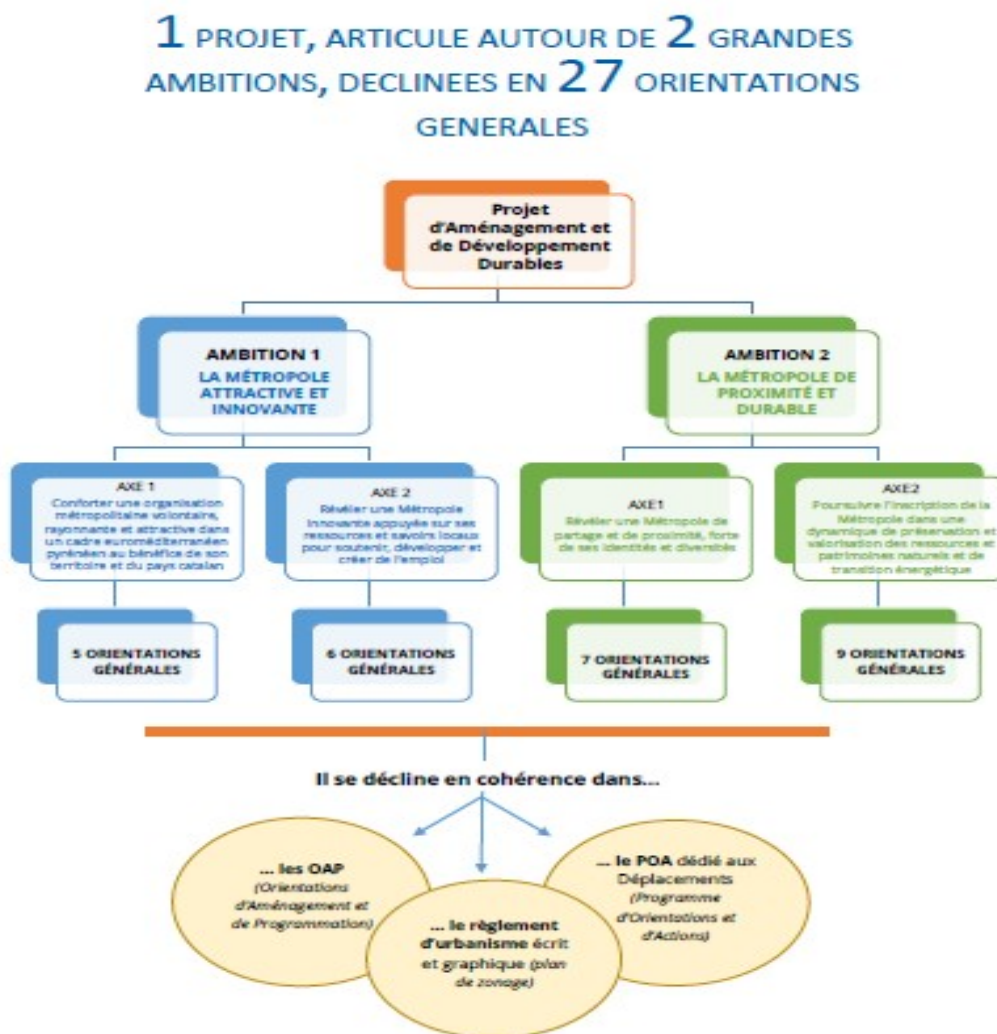 1 PROJET, ARTICULE AUTOUR DE 2 GRANDES
AMBITIONS, DECLINEES EN 27 ORIENTATIONS
GENERALES
Projet
d'Aménagement et
de Développement
Durables
AMBITION 1
LA MÉTROPOLE
ATTRACTIVE ET
INNOVANTE
AMBITION 2
LA MÉTROPOLE DE
PROXIMITÉ ET
DURABLE
AXE 1
Conforter une organisation
métropolitaine volontaire,
rayonnante et attractive dans
un cadre euroméditerranéen
pyrénéen au bénéfice de son
territoire et du pays catalan
AXE 2
Révéler une Métropole
Innovante appuyée sur ses
ressources et savoirs locaux
pour soutenir, développer et
créer de l'emploi
AXE1
Révéler une Métropole de
partage et de proximité, forte
de ses identités et diversités
AXE2
Poursuivre l'inscription de la
Métropole dans une
dynamique de préservation et
valorisation des ressources et
patrimoines naturels et de
transition énergétique
5 ORIENTATIONS
GÉNÉRALES
6 ORIENTATIONS
GÉNÉRALES
7 ORIENTATIONS
GÉNÉRALES
9 ORIENTATIONS
GÉNÉRALES
Il se décline en cohérence dans...
... les OAP
(Orientations
d'Aménagement et
de Programmation)
... le règlement
d'urbanisme écrit
et graphique (plan
de zonage)
... le POA dédié aux
Déplacements
(Programme
d'Orientations et
d'Actions)